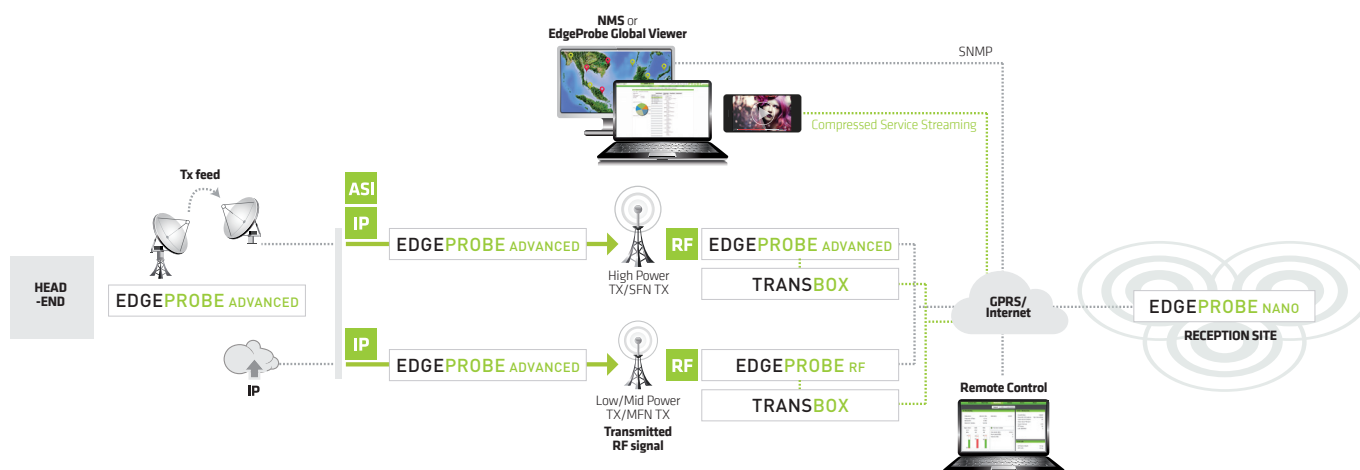 NMS or
EdgeProbe Global Viewer
SNMP
Compressed Service Streaming
Tx feed
ASI
IP
EDGEPROBE ADVANCED
RF
EDGEPROBE ADVANCED
High Power
TX/SFN TX
TRANSBOX
HEAD
-END
EDGEPROBE ADVANCED
GPRS/
Internet
EDGEPROBE NANO
RECEPTION SITE
IP
IP
EDGEPROBE ADVANCED
RF
EDGEPROBE RF
Low/Mid Power
TX/MFN TX
TRANSBOX
Transmitted
RF signal
Remote Control